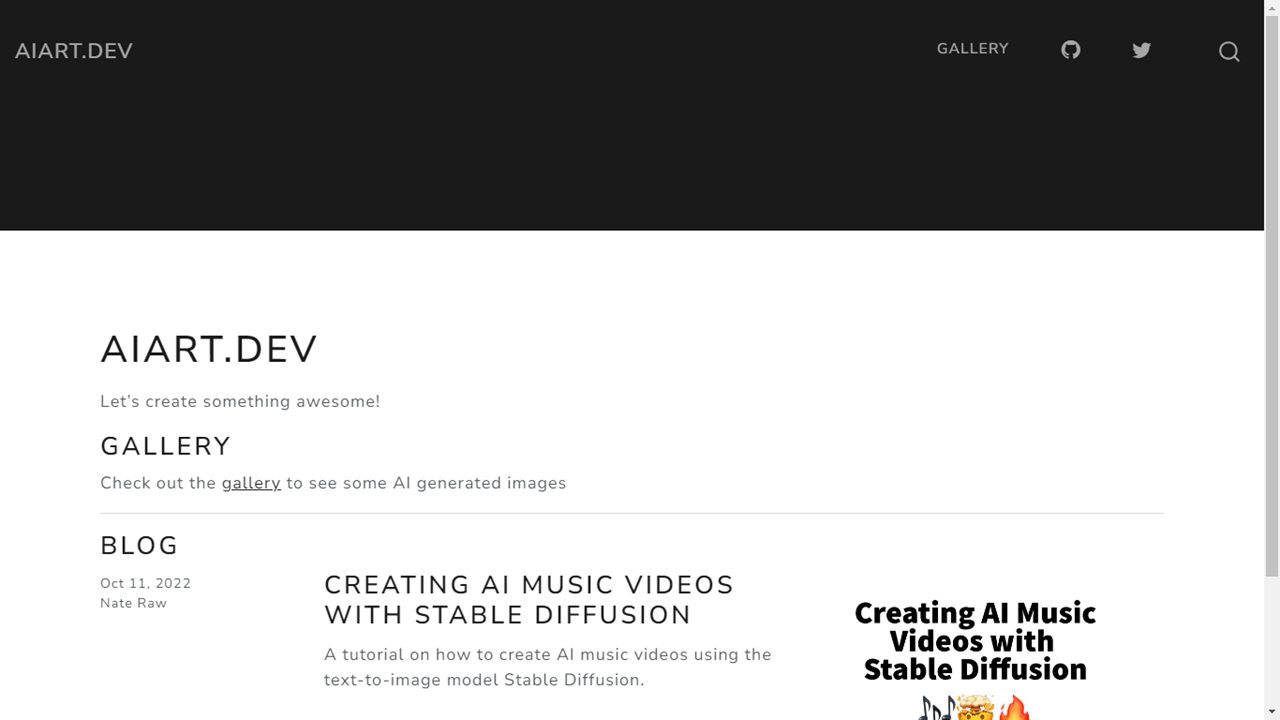 AIART.DEV
GALLERY
AIART.DEV
Let's create something awesome!
GALLERY
Check out the gallery to see some AI generated images
BLOG
Oct 11, 2022
Nate Raw
CREATING AI MUSIC VIDEOS
WITH STABLE DIFFUSION
A tutorial on how to create AI music videos using the
text-to-image model Stable Diffusion.
Creating AI Music
Videos with
Stable Diffusion